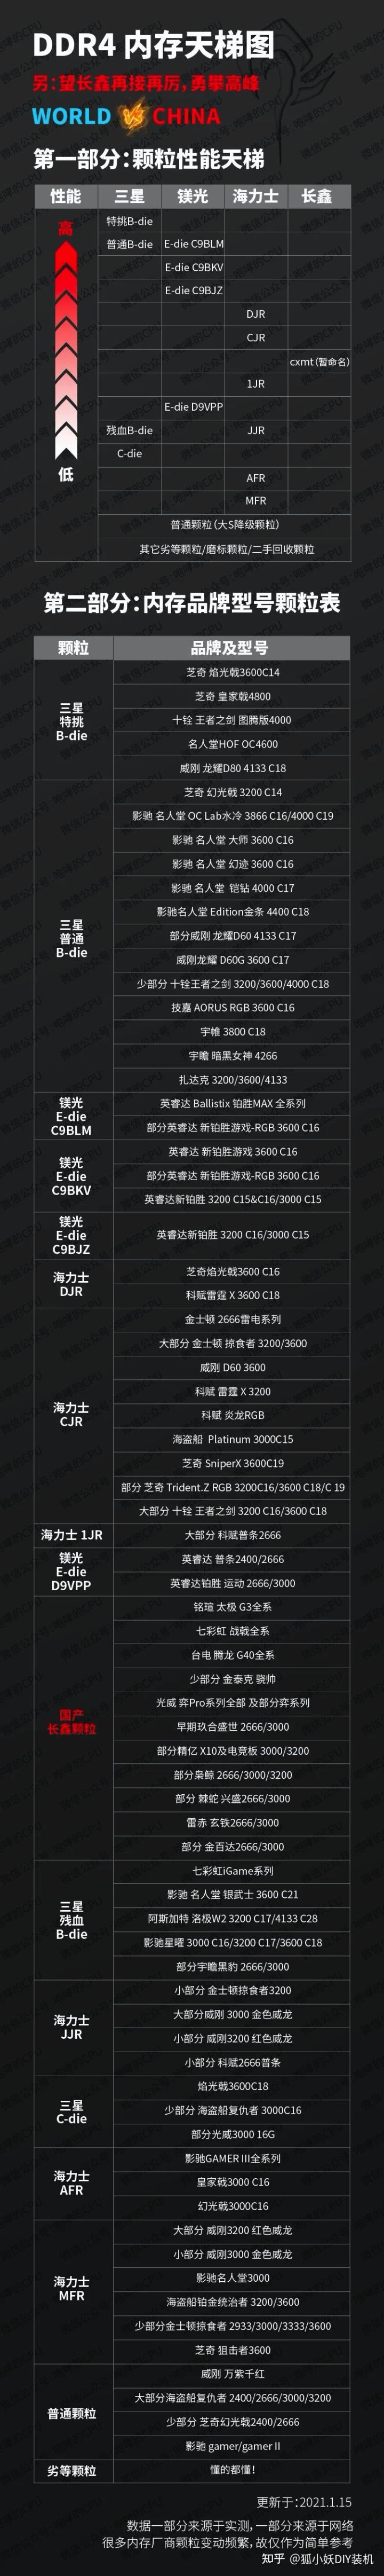 DDR4 内存天梯图
另：望长鑫再接再厉，勇攀高峰
WORLD VS CHINA
第一部分：颗粒性能天梯
性能 三星 镁光 海力士 长鑫
高
特挑B-die
普通B-die E-die C9BLM
E-die C9BKV
E-die C9BJZ
DJR
CJR
cxmt（暂命名）
1JR
E-die D9VPP
残血B-die JJR
C-die
低
AFR
MFR
普通颗粒（大S降级颗粒）
其它劣等颗粒/磨标颗粒/二手回收颗粒
第二部分：内存品牌型号颗粒表
颗粒 品牌及型号
三星
特挑
B-die
芝奇 焰光戟3600C14
芝奇 皇家戟4800
十铨 王者之剑 图腾版4000
名人堂HOF OC4600
威刚 龙耀D80 4133 C18
三星
普通
B-die
芝奇 幻光戟 3200 C14
影驰 名人堂 OC Lab水冷 3866 C16/4000 C19
影驰 名人堂 大师 3600 C16
影驰 名人堂 幻迹 3600 C16
影驰 名人堂 铠钻 4000 C17
影驰名人堂 Edition金条 4400 C18
部分威刚 龙耀D60 4133 C17
威刚龙耀 D60G 3600 C17
少部分 十铨王者之剑 3200/3600/4000 C18
技嘉 AORUS RGB 3600 C16
宇帷 3800 C18
宇瞻 暗黑女神 4266
扎达克 3200/3600/4133
镁光
E-die
C9BLM
英睿达 Ballistix 铂胜MAX 全系列
部分英睿达 新铂胜游戏-RGB 3600 C16
镁光
E-die
C9BKV
英睿达 新铂胜游戏 3600 C16
部分英睿达 新铂胜游戏-RGB 3600 C16
英睿达新铂胜 3200 C15&C16/3000 C15
镁光
E-die
C9BJZ
英睿达新铂胜 3200 C16/3000 C15
海力士
DJR
芝奇焰光戟3600 C16
科赋雷霆 X 3600 C18
海力士
CJR
金士顿 2666雷电系列
大部分 金士顿 掠食者 3200/3600
威刚 D60 3600
科赋 雷霆 X 3200
科赋 炎龙RGB
海盗船 Platinum 3000C15
芝奇 SniperX 3600C19
部分 芝奇 Trident.Z RGB 3200C16/3600 C18/C 19
大部分 十铨 王者之剑 3200 C16/3600 C18
海力士 1JR
大部分 科赋普条2666
镁光
E-die
D9VPP
英睿达 普条2400/2666
英睿达铂胜 运动 2666/3000
国产
长鑫颗粒
铭瑄 太极 G3全系
七彩虹 战戟全系
台电 腾龙 G40全系
少部分 金泰克 骁帅
光威 弈Pro系列全部 及部分弈系列
早期玖合盛世 2666/3000
部分精亿 X10及电竞板 3000/3200
部分枭鲸 2666/3000/3200
部分 棘蛇 兴盛2666/3000
雷赤 玄铁2666/3000
部分 金百达2666/3000
三星
残血
B-die
七彩虹iGame系列
影驰 名人堂 银武士 3600 C21
阿斯加特 洛极W2 3200 C17/4133 C28
影驰星曜 3000 C16/3200 C17/3600 C18
部分宇瞻黑豹 2666/3000
海力士
JJR
小部分 金士顿掠食者3200
大部分威刚 3000 金色威龙
小部分 威刚3200 红色威龙
小部分 科赋2666普条
三星
C-die
焰光戟3600C18
少部分 海盗船复仇者 3000C16
部分光威3000 16G
海力士
AFR
影驰GAMER III全系列
皇家戟3000 C16
幻光戟3000C16
海力士
MFR
大部分 威刚3200 红色威龙
小部分 威刚3000 金色威龙
影驰名人堂3000
海盗船铂金统治者 3200/3600
少部分金士顿掠食者 2933/3000/3333/3600
芝奇 狙击者3600
普通颗粒
威刚 万紫千红
大部分海盗船复仇者 2400/2666/3000/3200
少部分 芝奇幻光戟2400/2666
影驰 gamer/gamer II
劣等颗粒
懂的都懂！
更新于：2021.1.15
数据一部分来源于实测，一部分来源于网络
很多内存厂商颗粒变动频繁，故仅作为简单参考
知乎 @狐小妖DIY装机